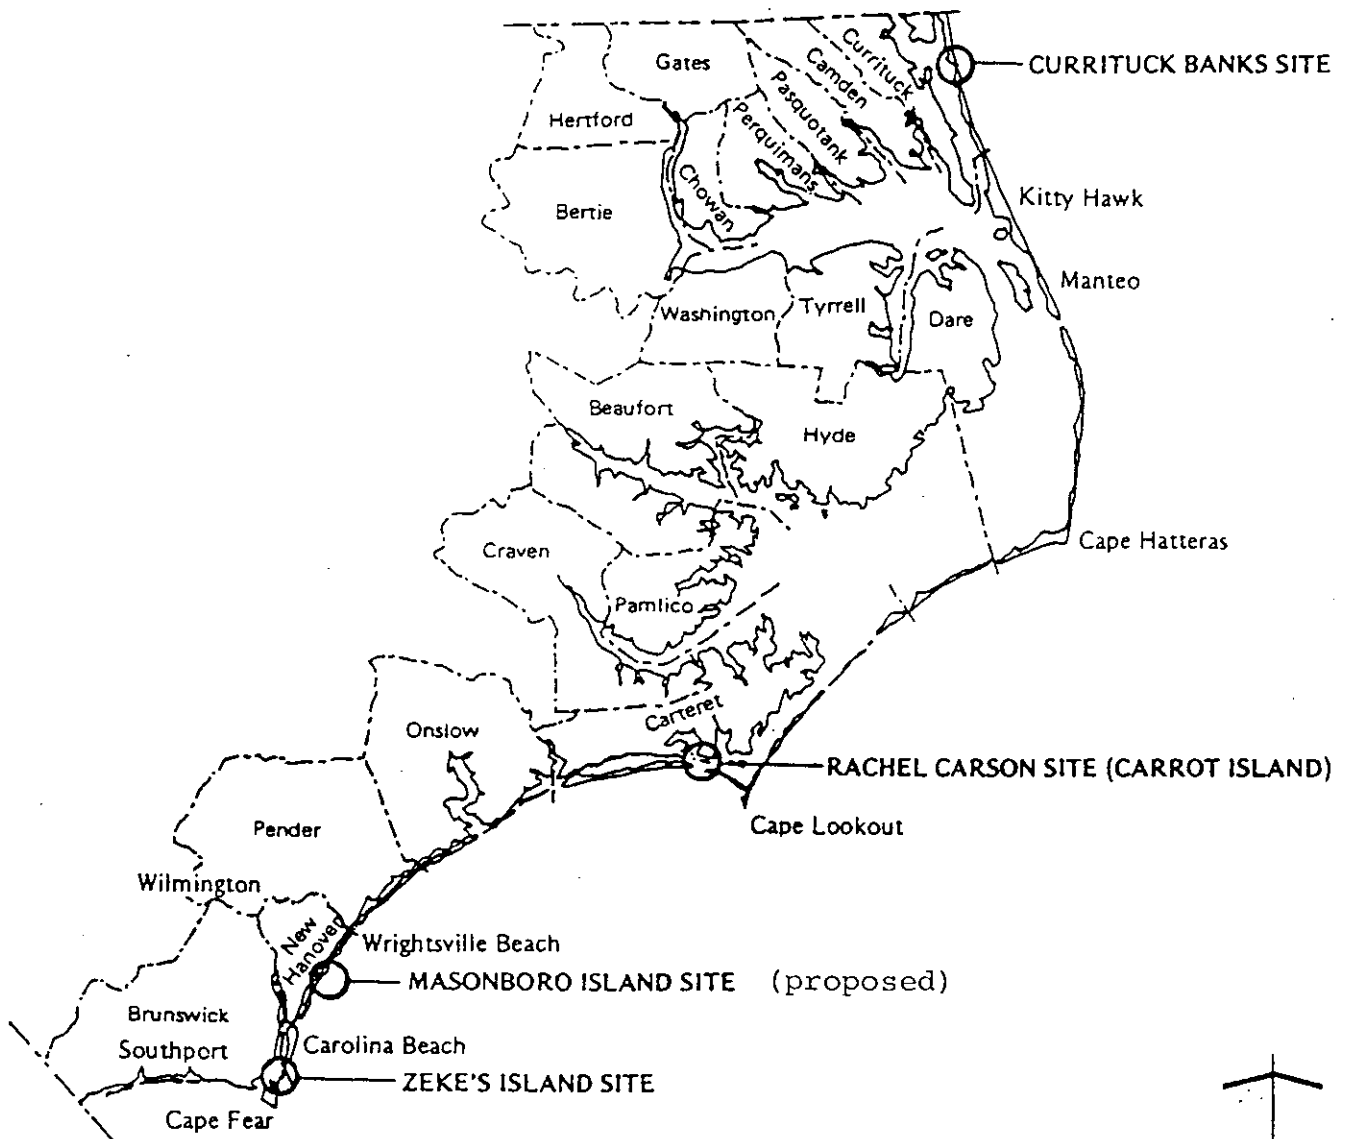 Gates
Currituck
Camden
CURRITUCK BANKS SITE
Pasquotank
Hertford
Perquimans
Chowan
Kitty Hawk
Bertie
Manteo
Washington
Tyrrell
Dare
Beaufort
Hyde
Cape Hatteras
Craven
Pamlico
Carteret
Onslow
RACHEL CARSON SITE (CARROT ISLAND)
Cape Lookout
Pender
Wilmington
New
Hanover
Wrightsville Beach
MASONBORO ISLAND SITE (proposed)
Brunswick
Southport
Carolina Beach
ZEKE'S ISLAND SITE
Cape Fear